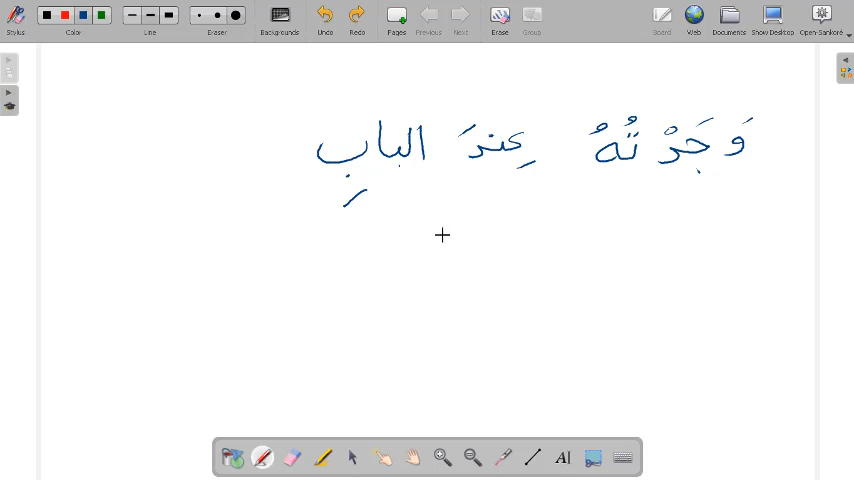 Stylus Color Line Eraser Backgrounds Undo Redo Pages Previous Next Erase Group Board Web Documents Show Desktop Open-Sankoré
وَجَدْتُهُ عِندَ البابِ